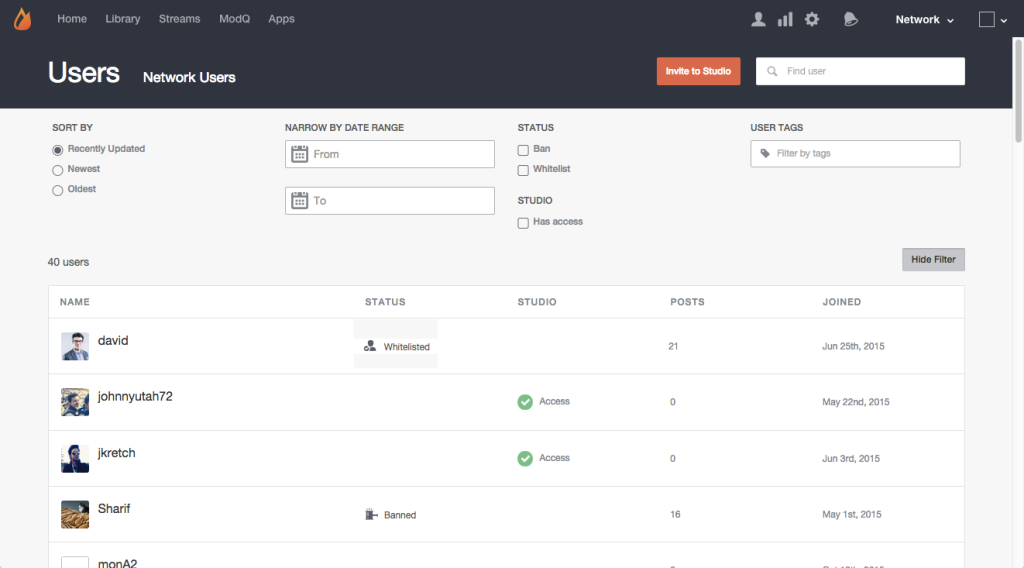 Home Library Streams ModQ Apps Network
Users Network Users Invite to Studio Find user
SORT BY NARROW BY DATE RANGE STATUS USER TAGS
Recently Updated From Ban Filter by tags
Newest Whitelist
Oldest To STUDIO
Has access
40 users Hide Filter
NAME STATUS STUDIO POSTS JOINED
david Whitelisted 21 Jun 25th, 2015
johnnyutah72 Access 0 May 22nd, 2015
jkretch Access 0 Jun 3rd, 2015
Sharif Banned 16 May 1st, 2015
monA2